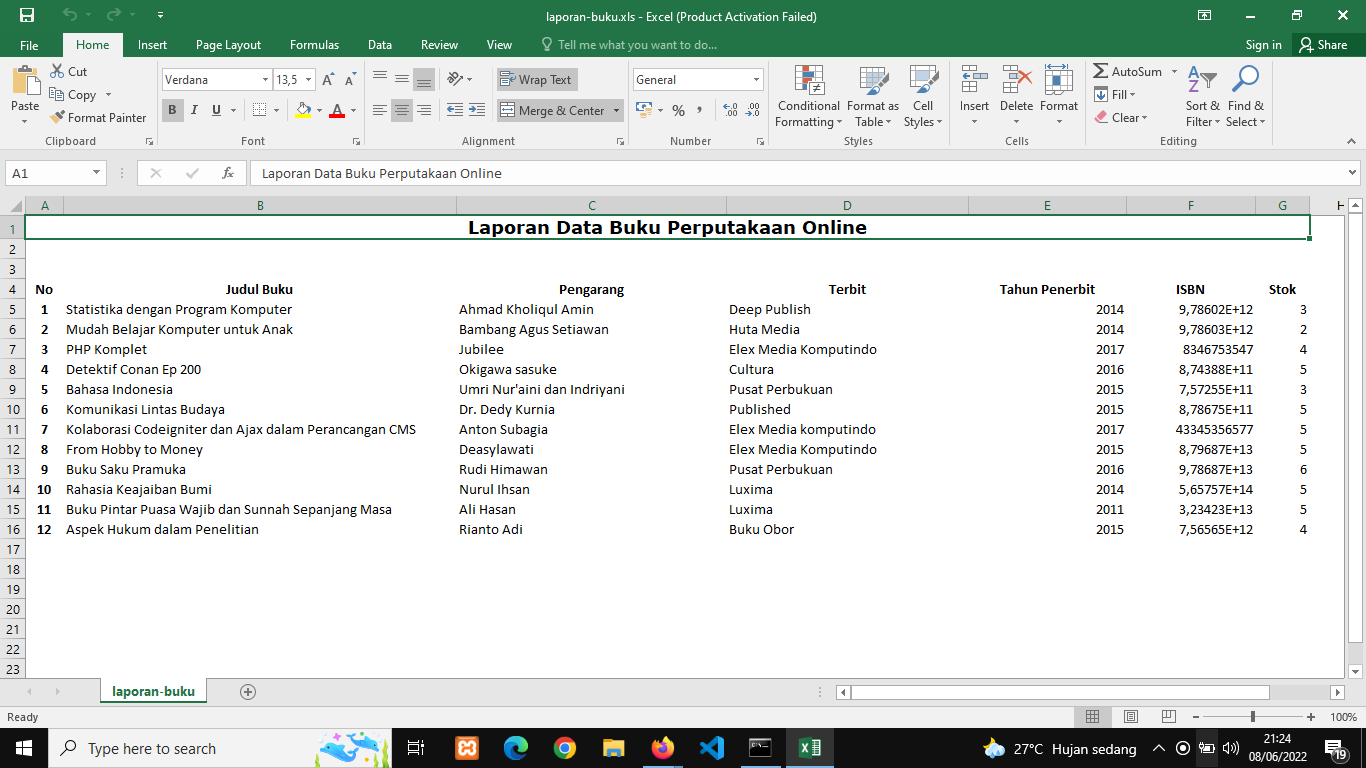 laporan-buku.xls - Excel (Product Activation Failed)
File Home Insert Page Layout Formulas Data Review View Tell me what you want to do... Sign in Share
Paste
Cut
Copy
Format Painter
Clipboard
Verdana 13,5
B I U
Font
Wrap Text
Merge & Center
Alignment
General
Number
Conditional Formatting
Format as Table
Cell Styles
Styles
Insert Delete Format
Cells
AutoSum
Fill
Clear
Sort & Filter
Find & Select
Editing
A1 fx Laporan Data Buku Perputakaan Online
A B C D E F G H
1 Laporan Data Buku Perputakaan Online
2
3
4 No Judul Buku Pengarang Terbit Tahun Penerbit ISBN Stok
5 1 Statistika dengan Program Komputer Ahmad Kholiqul Amin Deep Publish 2014 9,78602E+12 3
6 2 Mudah Belajar Komputer untuk Anak Bambang Agus Setiawan Huta Media 2014 9,78603E+12 2
7 3 PHP Komplet Jubilee Elex Media Komputindo 2017 8346753547 4
8 4 Detektif Conan Ep 200 Okigawa sasuke Cultura 2016 8,74388E+11 5
9 5 Bahasa Indonesia Umri Nur'aini dan Indriyani Pusat Perbukuan 2015 7,57255E+11 3
10 6 Komunikasi Lintas Budaya Dr. Dedy Kurnia Published 2015 8,78675E+11 5
11 7 Kolaborasi Codeigniter dan Ajax dalam Perancangan CMS Anton Subagia Elex Media komputindo 2017 43345356577 5
12 8 From Hobby to Money Deasylawati Elex Media Komputindo 2015 8,79687E+13 5
13 9 Buku Saku Pramuka Rudi Himawan Pusat Perbukuan 2016 9,78687E+13 6
14 10 Rahasia Keajaiban Bumi Nurul Ihsan Luxima 2014 5,65757E+14 5
15 11 Buku Pintar Puasa Wajib dan Sunnah Sepanjang Masa Ali Hasan Luxima 2011 3,23423E+13 5
16 12 Aspek Hukum dalam Penelitian Rianto Adi Buku Obor 2015 7,56565E+12 4
17
18
19
20
21
22
23
laporan-buku
Ready 100%
Type here to search 27°C Hujan sedang 21:24
08/06/2022 19